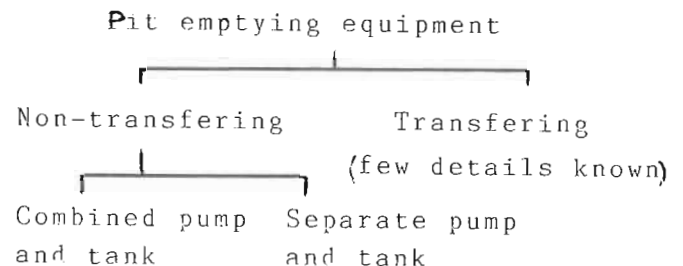 Pit emptying equipment
Non-transfering
Transfering
(few details known)
Combined pump
and tank
Separate pump
and tank